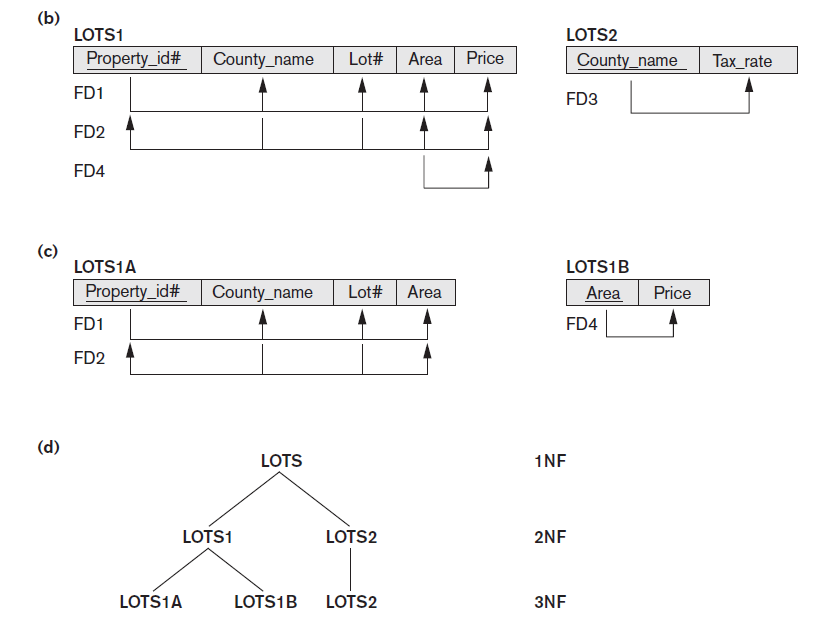 (b)
LOTS1
Property_id# County_name Lot# Area Price
FD1
FD2
FD4
LOTS2
County_name Tax_rate
FD3
(c)
LOTS1A
Property_id# County_name Lot# Area
FD1
FD2
LOTS1B
Area Price
FD4
(d)
LOTS 1NF
LOTS1 LOTS2 2NF
LOTS1A LOTS1B LOTS2 3NF